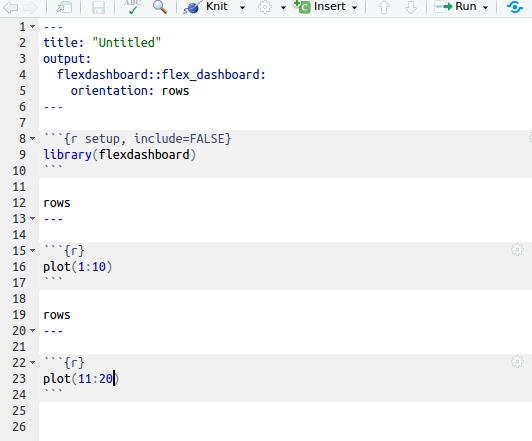 ABC Knit Insert Run
1 ---
2 title: "Untitled"
3 output:
4   flexdashboard::flex_dashboard:
5     orientation: rows
6 ---
7
8 ```{r setup, include=FALSE}
9 library(flexdashboard)
10 ```
11
12 rows
13 ---
14
15 ```{r}
16 plot(1:10)
17 ```
18
19 rows
20 ---
21
22 ```{r}
23 plot(11:20)
24 ```
25
26